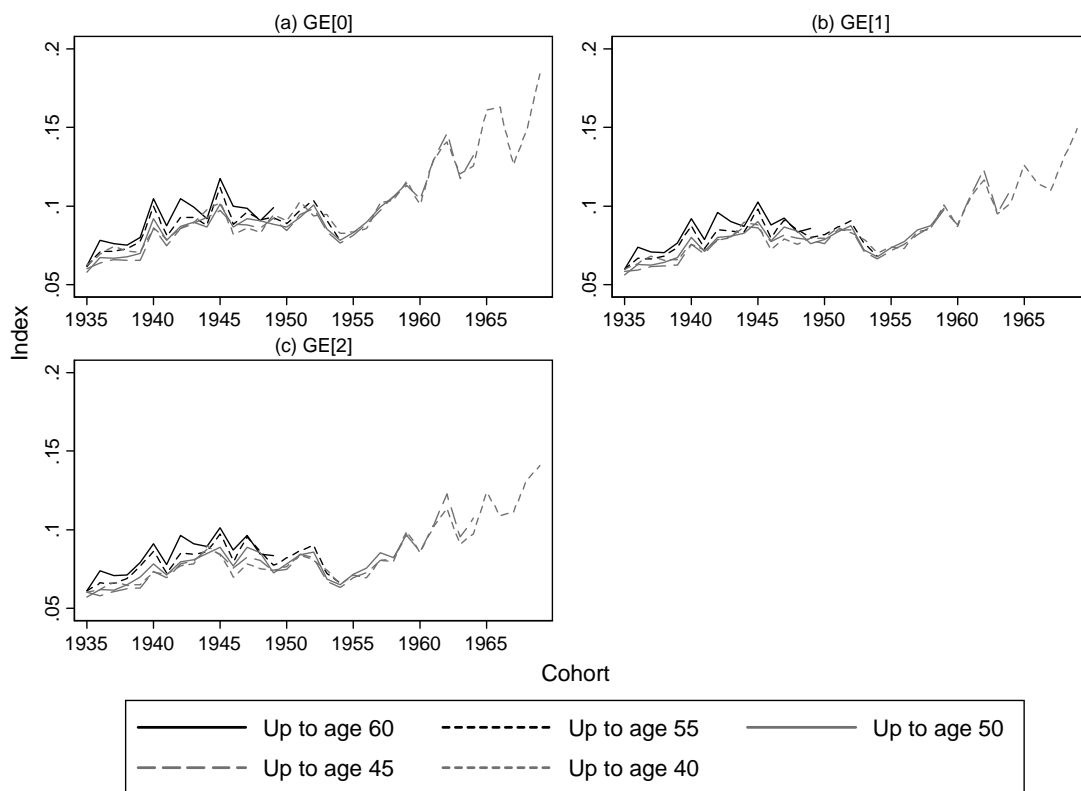 (a) GE[0]
.2
.15
.1
.05
1935 1940 1945 1950 1955 1960 1965
(b) GE[1]
.2
.15
.1
.05
1935 1940 1945 1950 1955 1960 1965
Index
(c) GE[2]
.2
.15
.1
.05
1935 1940 1945 1950 1955 1960 1965
Cohort
Up to age 60 Up to age 55 Up to age 50
Up to age 45 Up to age 40